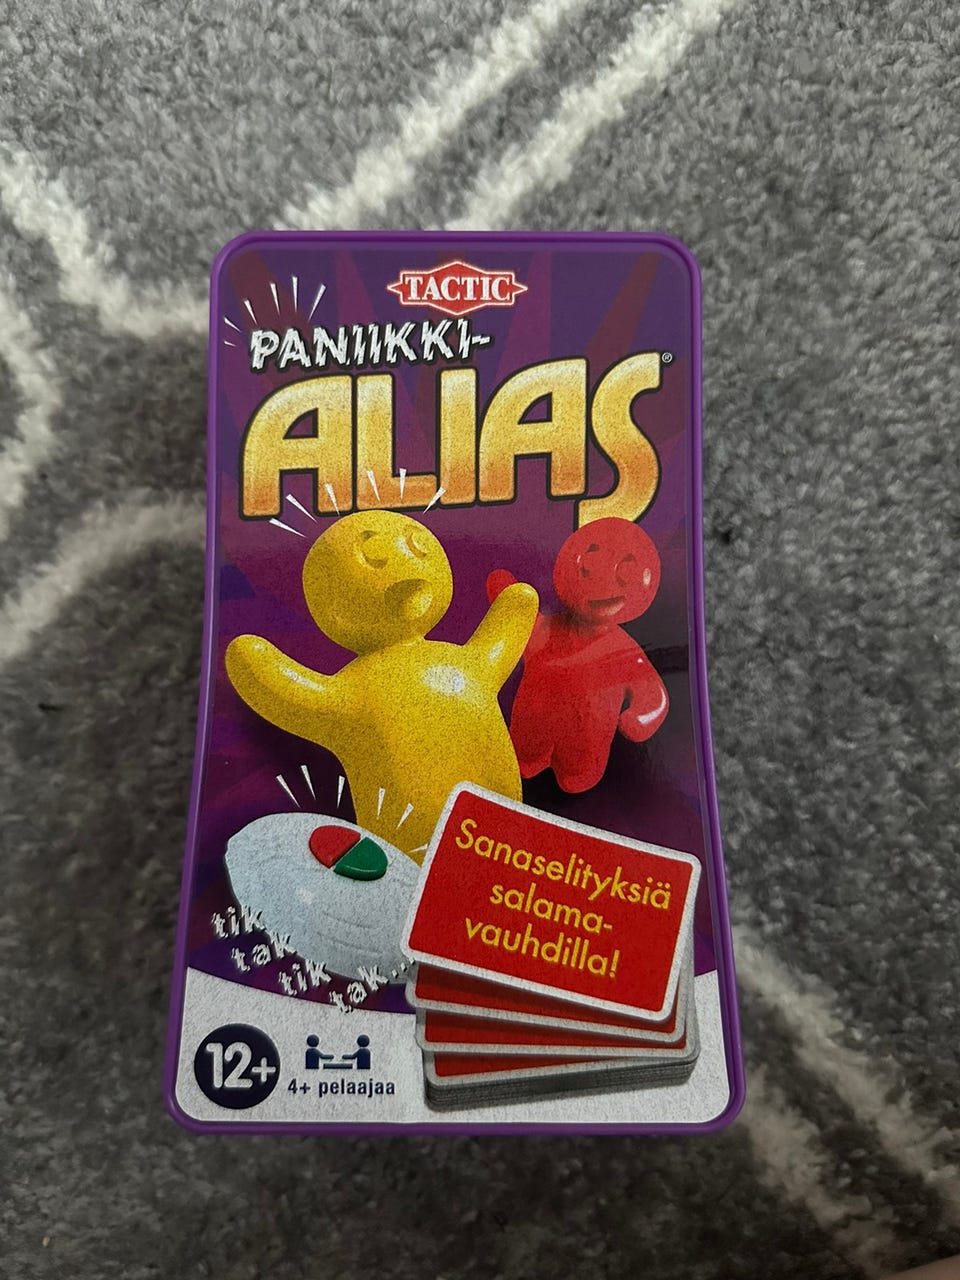 TACTIC
PANIIKKI-
ALIAS®
Sanaselityksiä
salama-
vauhdilla!
tik
tak
tik
tak...
12+
4+ pelaajaa